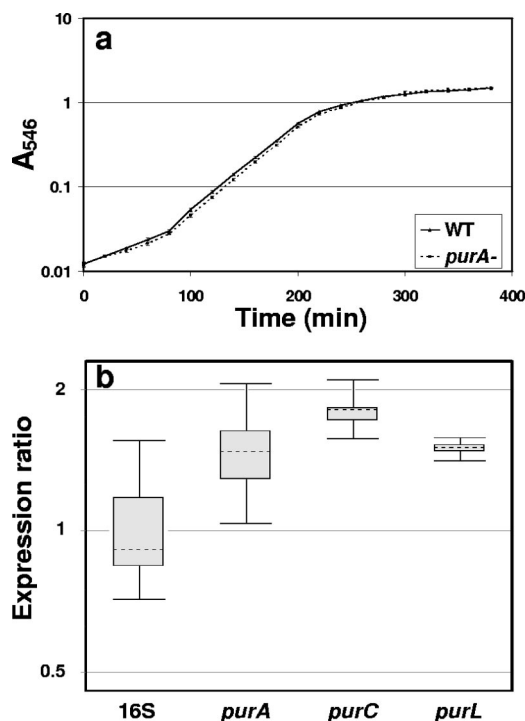 a
10
1
0.1
0.01
A546
WT
purA-
0 100 200 300 400
Time (min)
b
2
1
0.5
Expression ratio
16S purA purC purL